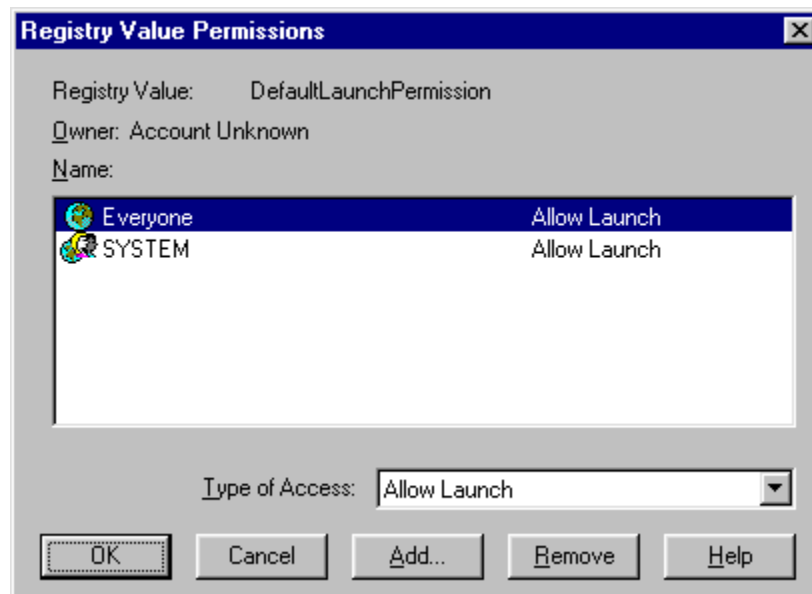 Registry Value Permissions
Registry Value: DefaultLaunchPermission
Owner: Account Unknown
Name:
Everyone Allow Launch
SYSTEM Allow Launch
Type of Access: Allow Launch
OK Cancel Add... Remove Help